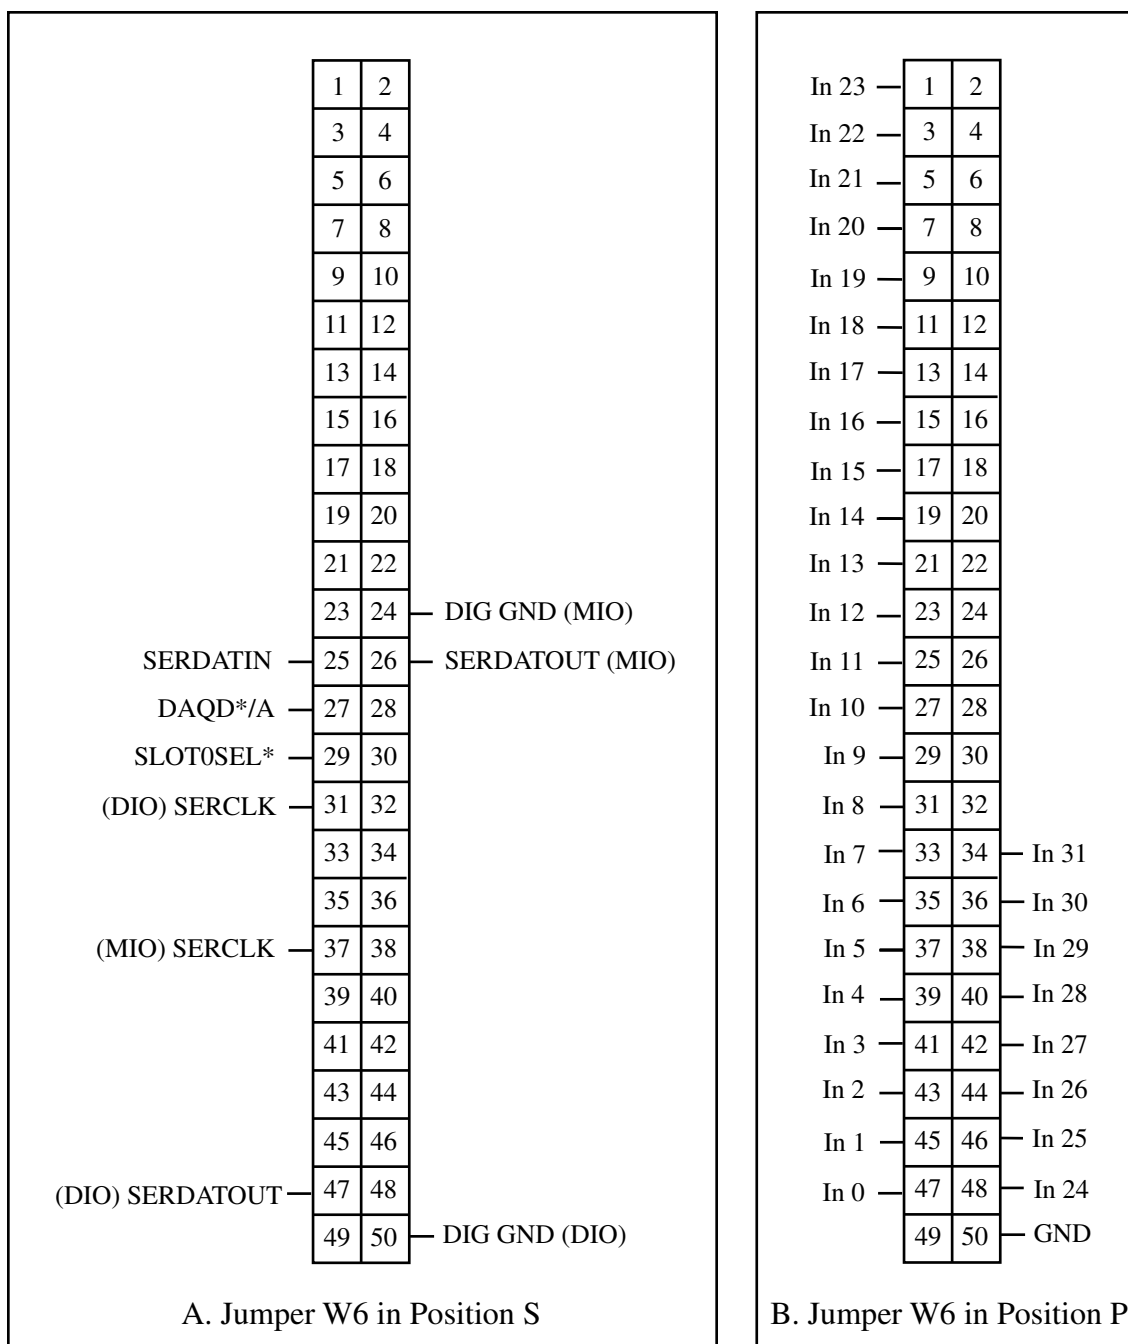 1 2
3 4
5 6
7 8
9 10
11 12
13 14
15 16
17 18
19 20
21 22
23 24 DIG GND (MIO)
SERDATIN 25 26 SERDATOUT (MIO)
DAQD*/A 27 28
SLOT0SEL* 29 30
(DIO) SERCLK 31 32
33 34
35 36
(MIO) SERCLK 37 38
39 40
41 42
43 44
45 46
(DIO) SERDATOUT 47 48
49 50 DIG GND (DIO)
A. Jumper W6 in Position S
In 23 1 2
In 22 3 4
In 21 5 6
In 20 7 8
In 19 9 10
In 18 11 12
In 17 13 14
In 16 15 16
In 15 17 18
In 14 19 20
In 13 21 22
In 12 23 24
In 11 25 26
In 10 27 28
In 9 29 30
In 8 31 32
In 7 33 34 In 31
In 6 35 36 In 30
In 5 37 38 In 29
In 4 39 40 In 28
In 3 41 42 In 27
In 2 43 44 In 26
In 1 45 46 In 25
In 0 47 48 In 24
49 50 GND
B. Jumper W6 in Position P